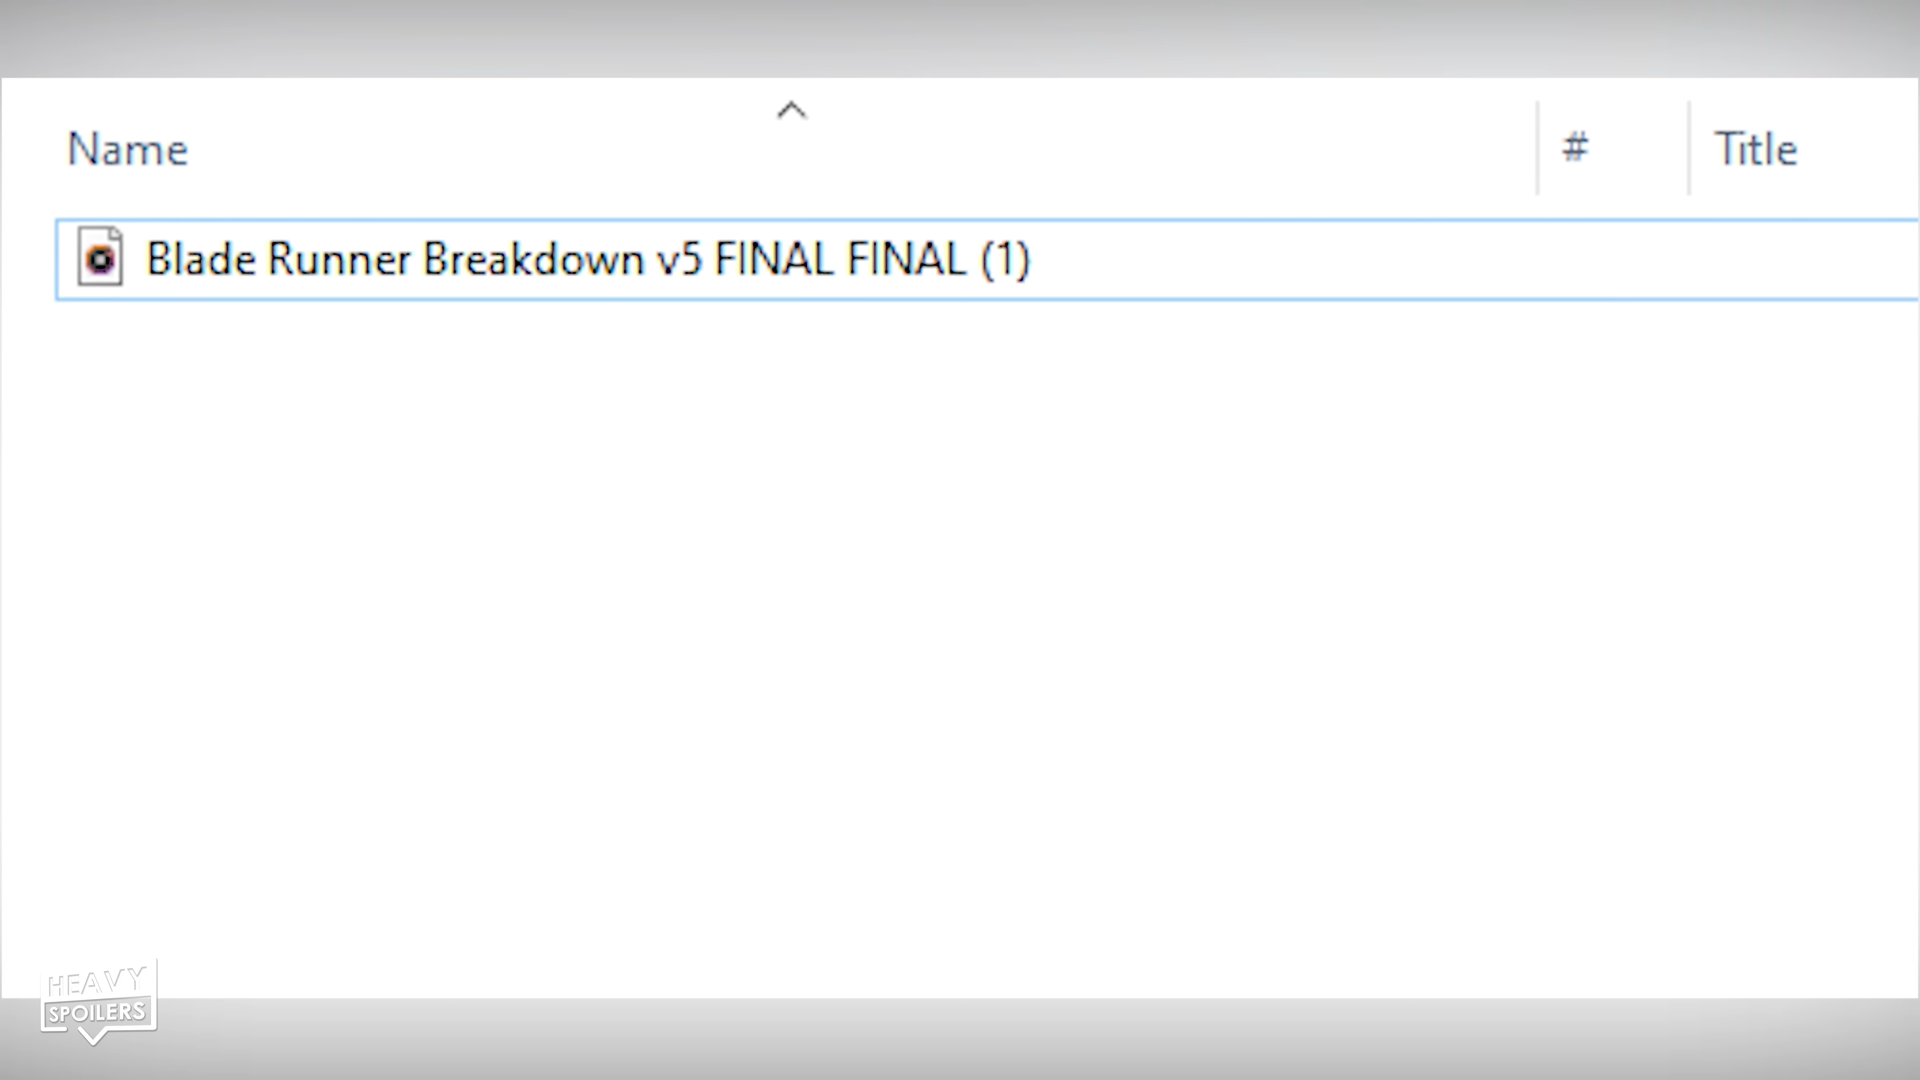 Name # Title
Blade Runner Breakdown v5 FINAL FINAL (1)
HEAVY
SPOILERS